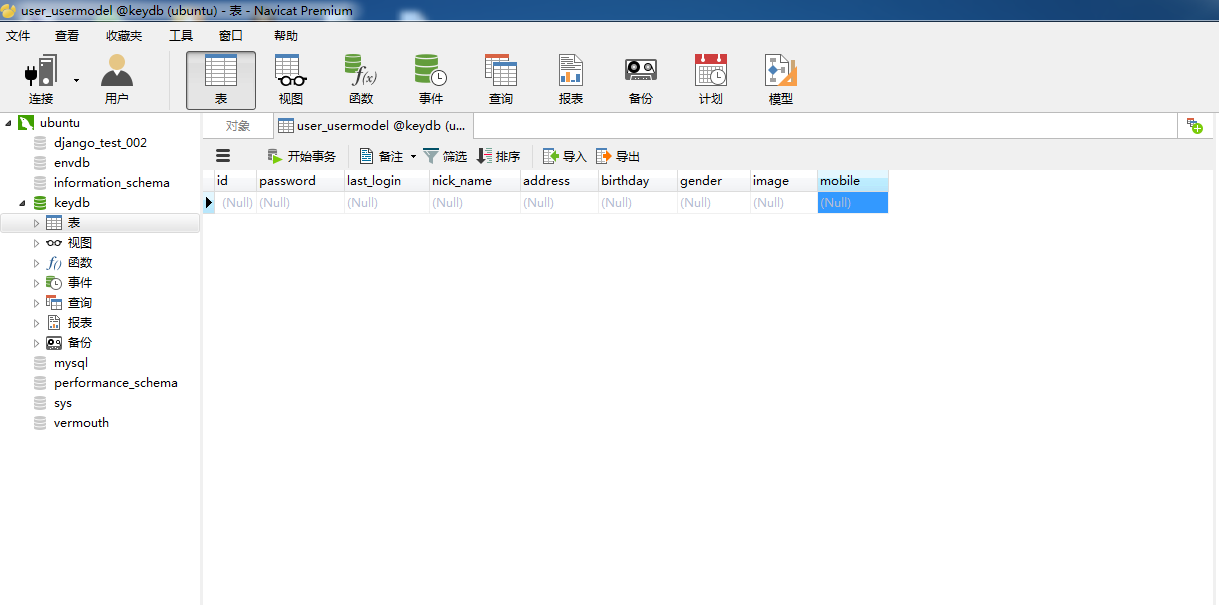 user_usermodel @keydb (ubuntu) - 表 - Navicat Premium
文件 查看 收藏夹 工具 窗口 帮助
连接 用户 表 视图 函数 事件 查询 报表 备份 计划 模型
ubuntu
django_test_002
envdb
information_schema
keydb
表
视图
函数
事件
查询
报表
备份
mysql
performance_schema
sys
vermouth
对象 user_usermodel @keydb (u...
开始事务 备注 筛选 排序 导入 导出
id password last_login nick_name address birthday gender image mobile
(Null) (Null) (Null) (Null) (Null) (Null) (Null) (Null) (Null)